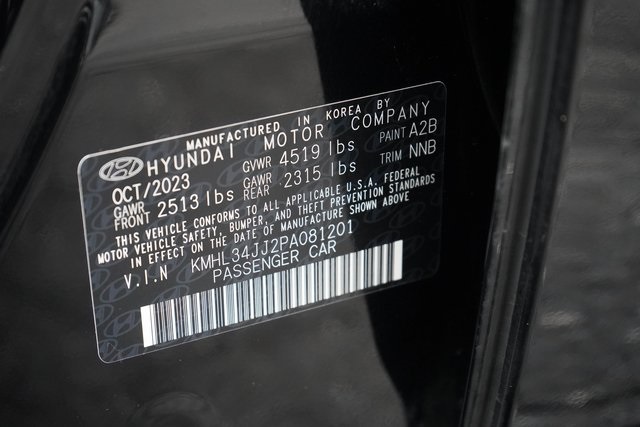 MANUFACTURED IN KOREA BY
HYUNDAI MOTOR COMPANY
OCT/2023 GVWR 4519 lbs PAINT A2B
GAWR FRONT 2513 lbs GAWR REAR 2315 lbs TRIM NNB
THIS VEHICLE CONFORMS TO ALL APPLICABLE U.S.A. FEDERAL
MOTOR VEHICLE SAFETY, BUMPER, AND THEFT PREVENTION STANDARDS
IN EFFECT ON THE DATE OF MANUFACTURE SHOWN ABOVE
V.I.N KMHL34JJ2PA081201
PASSENGER CAR